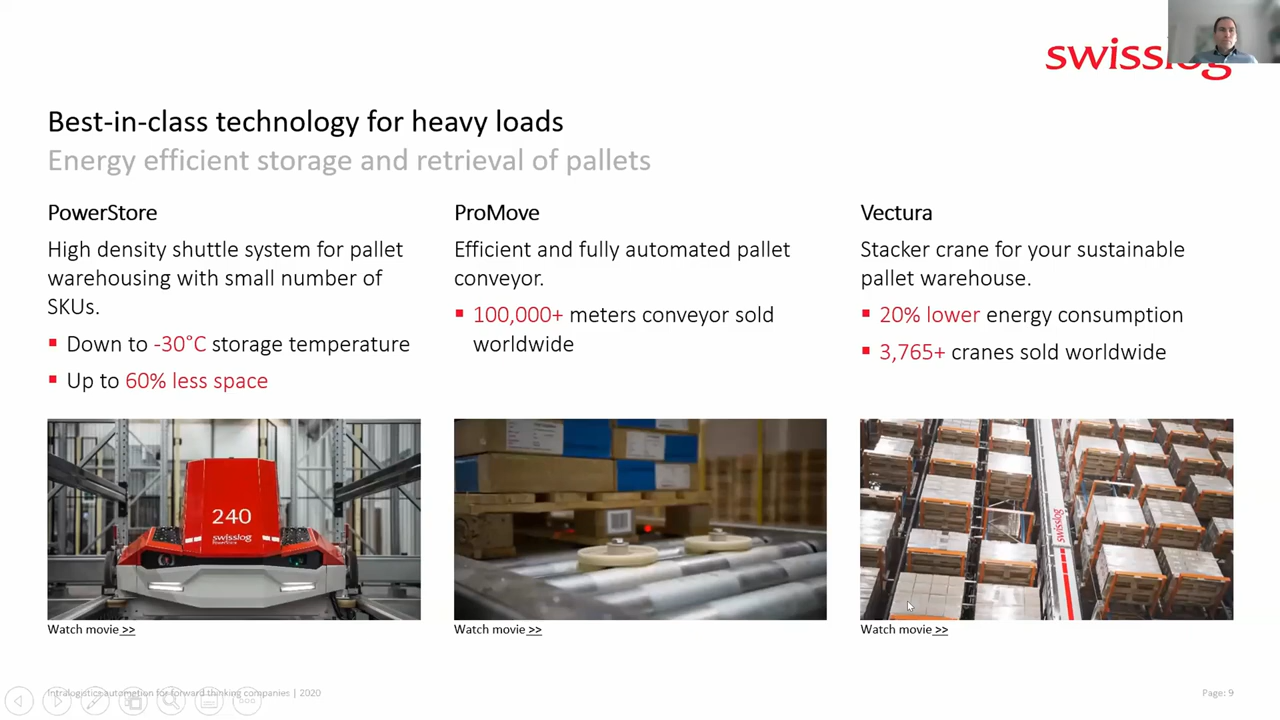 swisslog
Best-in-class technology for heavy loads
Energy efficient storage and retrieval of pallets
PowerStore
High density shuttle system for pallet
warehousing with small number of
SKUs.
Down to -30°C storage temperature
Up to 60% less space
240
swisslog
PowerStore
Watch movie >>
ProMove
Efficient and fully automated pallet
conveyor.
100,000+ meters conveyor sold
worldwide
Watch movie >>
Vectura
Stacker crane for your sustainable
pallet warehouse.
20% lower energy consumption
3,765+ cranes sold worldwide
swisslog
Watch movie >>
Intralogistics automation for forward thinking companies | 2020
Page: 9